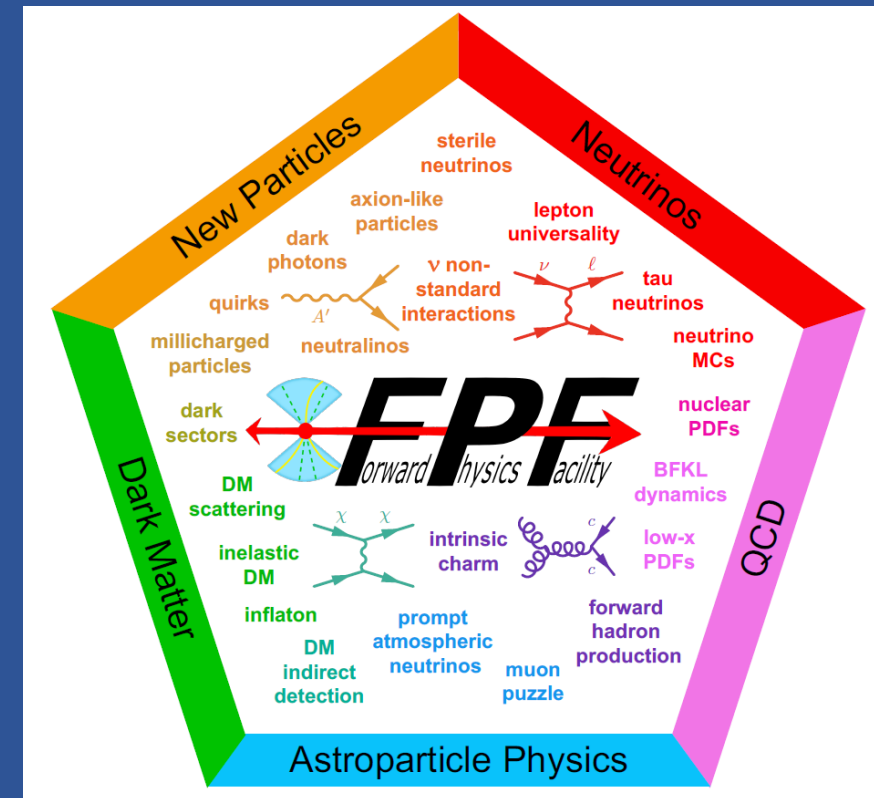 New Particles
Neutrinos
sterile
neutrinos
axion-like
particles
lepton
universality
dark
photons
ν non-
standard
interactions
ν
ℓ
tau
neutrinos
quirks
A′
neutralinos
millicharged
particles
neutrino
MCs
dark
sectors
Forward Physics Facility
nuclear
PDFs
BFKL
dynamics
DM
scattering
χ
χ
intrinsic
charm
c
c
low-x
PDFs
inelastic
DM
Dark Matter
QCD
inflaton
prompt
atmospheric
neutrinos
forward
hadron
production
DM
indirect
detection
muon
puzzle
Astroparticle Physics